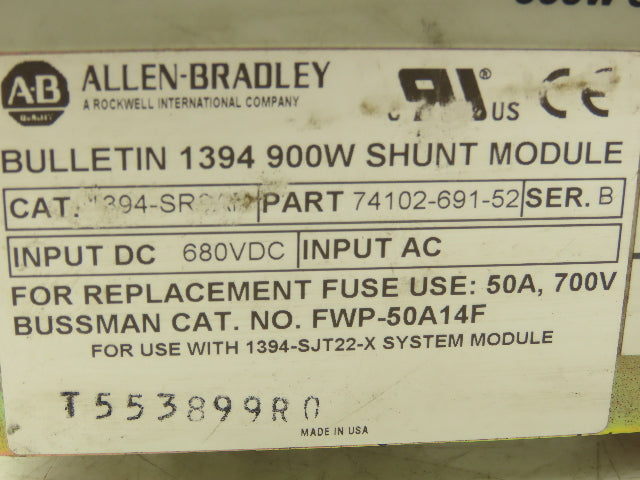 A-B
QUALITY
ALLEN-BRADLEY
A ROCKWELL INTERNATIONAL COMPANY
US
CE
BULLETIN 1394 900W SHUNT MODULE
CAT. PART 74102-691-52 SER. B
INPUT DC 680VDC INPUT AC
FOR REPLACEMENT FUSE USE: 50A, 700V
BUSSMAN CAT. NO. FWP-50A14F
FOR USE WITH 1394-SJT22-X SYSTEM MODULE
T553899R0
MADE IN USA